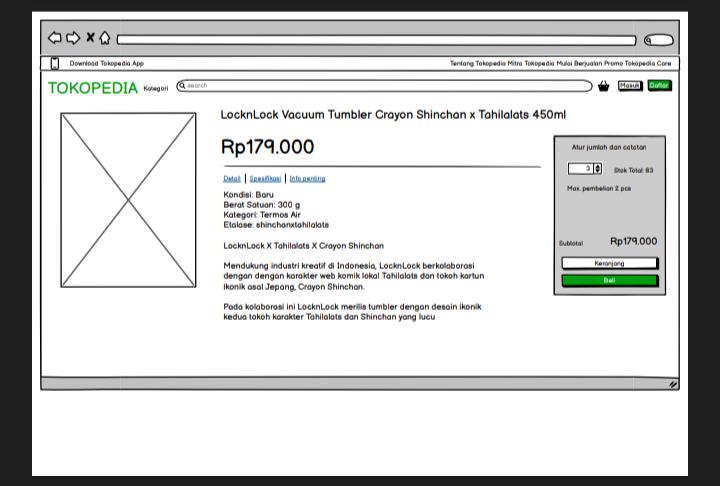 Download Tokopedia App
Tentang Tokopedia Mitra Tokopedia Mulai Berjualan Promo Tokopedia Care
TOKOPEDIA
Kategori
search
Masuk
Daftar
LocknLock Vacuum Tumbler Crayon Shinchan x Tahilalats 450ml
Rp179.000
Detail | Spesifikasi | Info penting
Kondisi: Baru
Berat Satuan: 300 g
Kategori: Termos Air
Etalase: shinchanxtahilalats
LocknLock X Tahilalats X Crayon Shinchan
Mendukung industri kreatif di Indonesia, LocknLock berkolaborasi
dengan dengan karakter web komik lokal Tahilalats dan tokoh kartun
ikonik asal Jepang, Crayon Shinchan.
Pada kolaborasi ini LocknLock merilis tumbler dengan desain ikonik
kedua tokoh karakter Tahilalats dan Shinchan yang lucu
Atur jumlah dan catatan
3
Stok Total: 83
Max. pembelian 2 pcs
Subtotal
Rp179.000
Keranjang
Beli